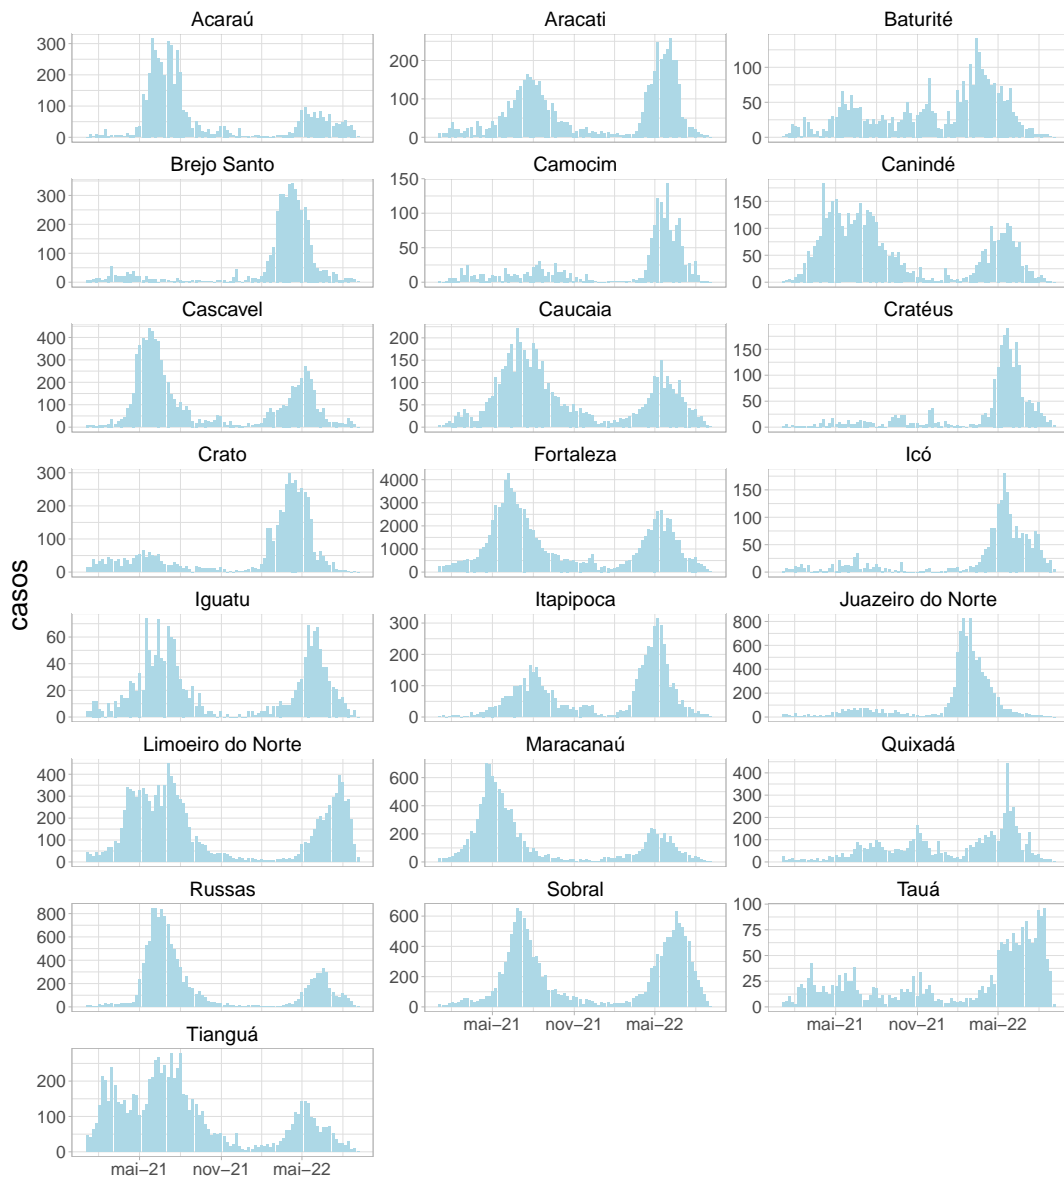 Acaraú Aracati Baturité
300 200 100
200 100 50
100 0 0
0
Brejo Santo Camocim Canindé
300 150 150
200 100 100
100 50 50
0 0 0
Cascavel Caucaia Cratéus
400 200 150
300 150 100
200 100 50
100 50 0
0 0
Crato Fortaleza Icó
300 4000 150
200 3000 100
100 2000 50
0 1000 0
0
casos
Iguatu Itapipoca Juazeiro do Norte
60 300 800
40 200 600
20 100 400
0 0 200
0
Limoeiro do Norte Maracanaú Quixadá
400 600 400
300 400 300
200 200 200
100 0 100
0 0
Russas Sobral Tauá
800 600 100
600 400 75
400 200 50
200 0 25
0 0
mai–21 nov–21 mai–22 mai–21 nov–21 mai–22
Tianguá
200
100
0
mai–21 nov–21 mai–22